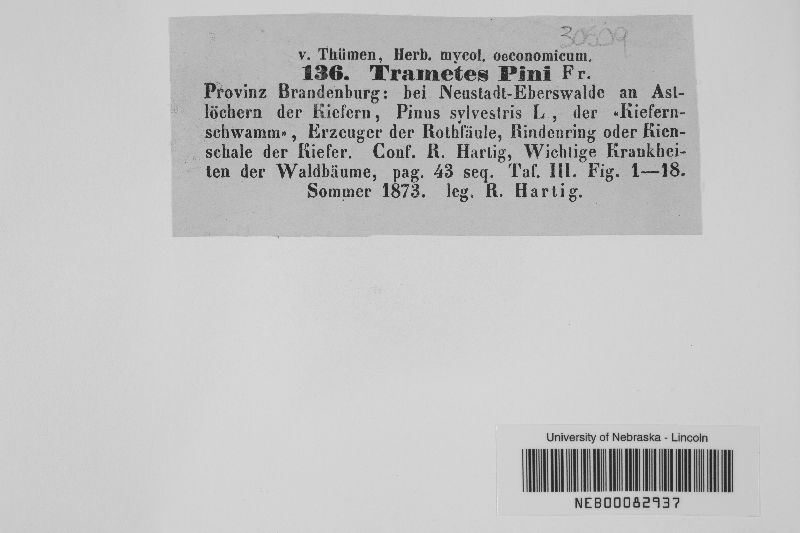 30509
v. Thümen, Herb. mycol. oeconomicum.
136. Trametes Pini Fr.
Provinz Brandenburg: bei Neustadt-Eberswalde an Ast-
löchern der Kiefern, Pinus sylvestris L., der «Kiefern-
schwamm», Erzeuger der Rothfäule, Rindenring oder Kien-
schale der Kiefer. Conf. R. Hartig, Wichtige Krankhei-
ten der Waldbäume, pag. 43 seq. Taf. III. Fig. 1—18.
Sommer 1873. leg. R. Hartig.
University of Nebraska - Lincoln
NEB00082937